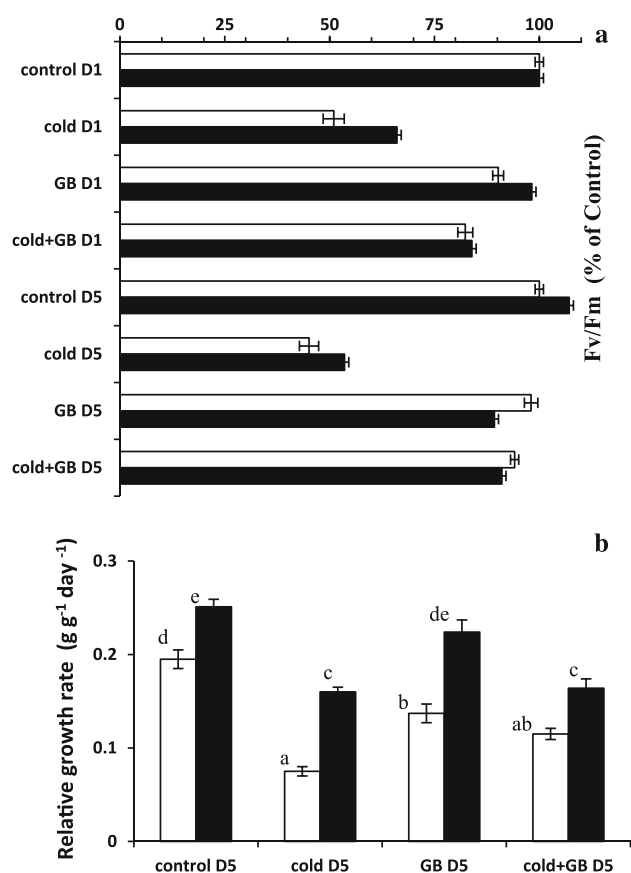 0 25 50 75 100
a
control D1
cold D1
GB D1
cold+GB D1
control D5
cold D5
GB D5
cold+GB D5
Fv/Fm (% of Control)
b
Relative growth rate (g g⁻¹ day ⁻¹)
0.3
0.2
0.1
0
d e a c b de ab c
control D5 cold D5 GB D5 cold+GB D5